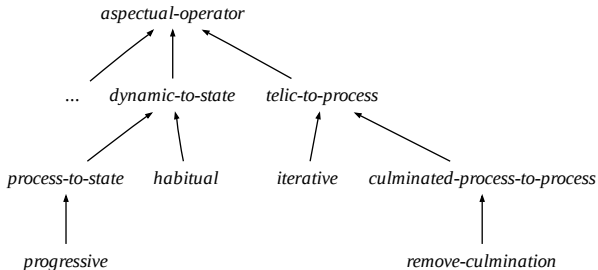 aspectual-operator
... dynamic-to-state telic-to-process
process-to-state habitual iterative culminated-process-to-process
progressive remove-culmination